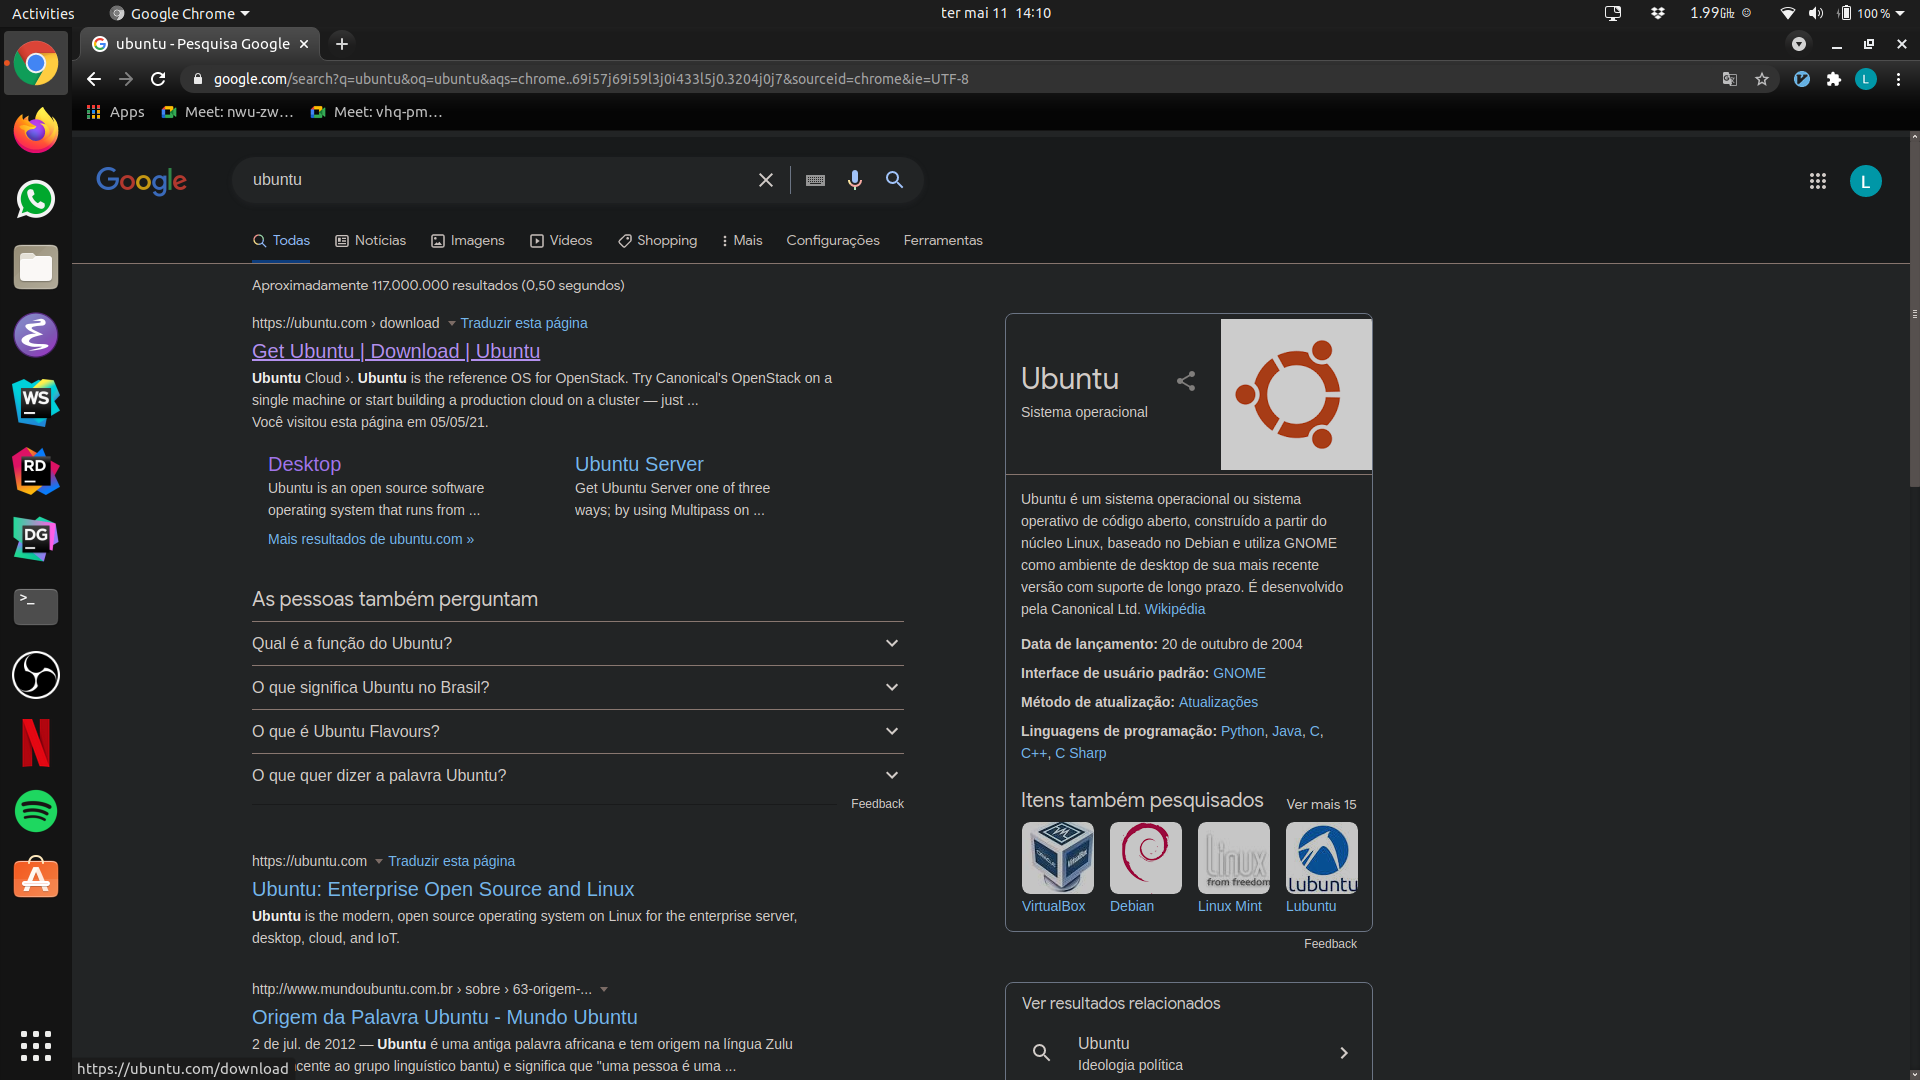 Activities
Google Chrome
ter mai 11 14:10
1.99GHz
100 %
ubuntu - Pesquisa Google
google.com/search?q=ubuntu&oq=ubuntu&aqs=chrome..69i57j69i59l3j0i433l5j0.3204j0j7&sourceid=chrome&ie=UTF-8
L
Apps
Meet: nwu-zw…
Meet: vhq-pm…
Google
ubuntu
L
Todas
Notícias
Imagens
Vídeos
Shopping
Mais
Configurações
Ferramentas
Aproximadamente 117.000.000 resultados (0,50 segundos)
https://ubuntu.com › download
Traduzir esta página
Get Ubuntu | Download | Ubuntu
Ubuntu Cloud ›. Ubuntu is the reference OS for OpenStack. Try Canonical's OpenStack on a
single machine or start building a production cloud on a cluster — just ...
Você visitou esta página em 05/05/21.
Desktop
Ubuntu is an open source software
operating system that runs from ...
Ubuntu Server
Get Ubuntu Server one of three
ways; by using Multipass on ...
Mais resultados de ubuntu.com »
As pessoas também perguntam
Qual é a função do Ubuntu?
O que significa Ubuntu no Brasil?
O que é Ubuntu Flavours?
O que quer dizer a palavra Ubuntu?
Feedback
https://ubuntu.com
Traduzir esta página
Ubuntu: Enterprise Open Source and Linux
Ubuntu is the modern, open source operating system on Linux for the enterprise server,
desktop, cloud, and IoT.
http://www.mundoubuntu.com.br › sobre › 63-origem-...
Origem da Palavra Ubuntu - Mundo Ubuntu
2 de jul. de 2012 — Ubuntu é uma antiga palavra africana e tem origem na língua Zulu
cente ao grupo linguístico bantu) e significa que "uma pessoa é uma ...
https://ubuntu.com/download
Ubuntu
Sistema operacional
Ubuntu é um sistema operacional ou sistema
operativo de código aberto, construído a partir do
núcleo Linux, baseado no Debian e utiliza GNOME
como ambiente de desktop de sua mais recente
versão com suporte de longo prazo. É desenvolvido
pela Canonical Ltd. Wikipédia
Data de lançamento: 20 de outubro de 2004
Interface de usuário padrão: GNOME
Método de atualização: Atualizações
Linguagens de programação: Python, Java, C,
C++, C Sharp
Itens também pesquisados
Ver mais 15
linux
from freedom
lubuntu
VirtualBox
Debian
Linux Mint
Lubuntu
Feedback
Ver resultados relacionados
Ubuntu
Ideologia política
WS
RD
DG
>_